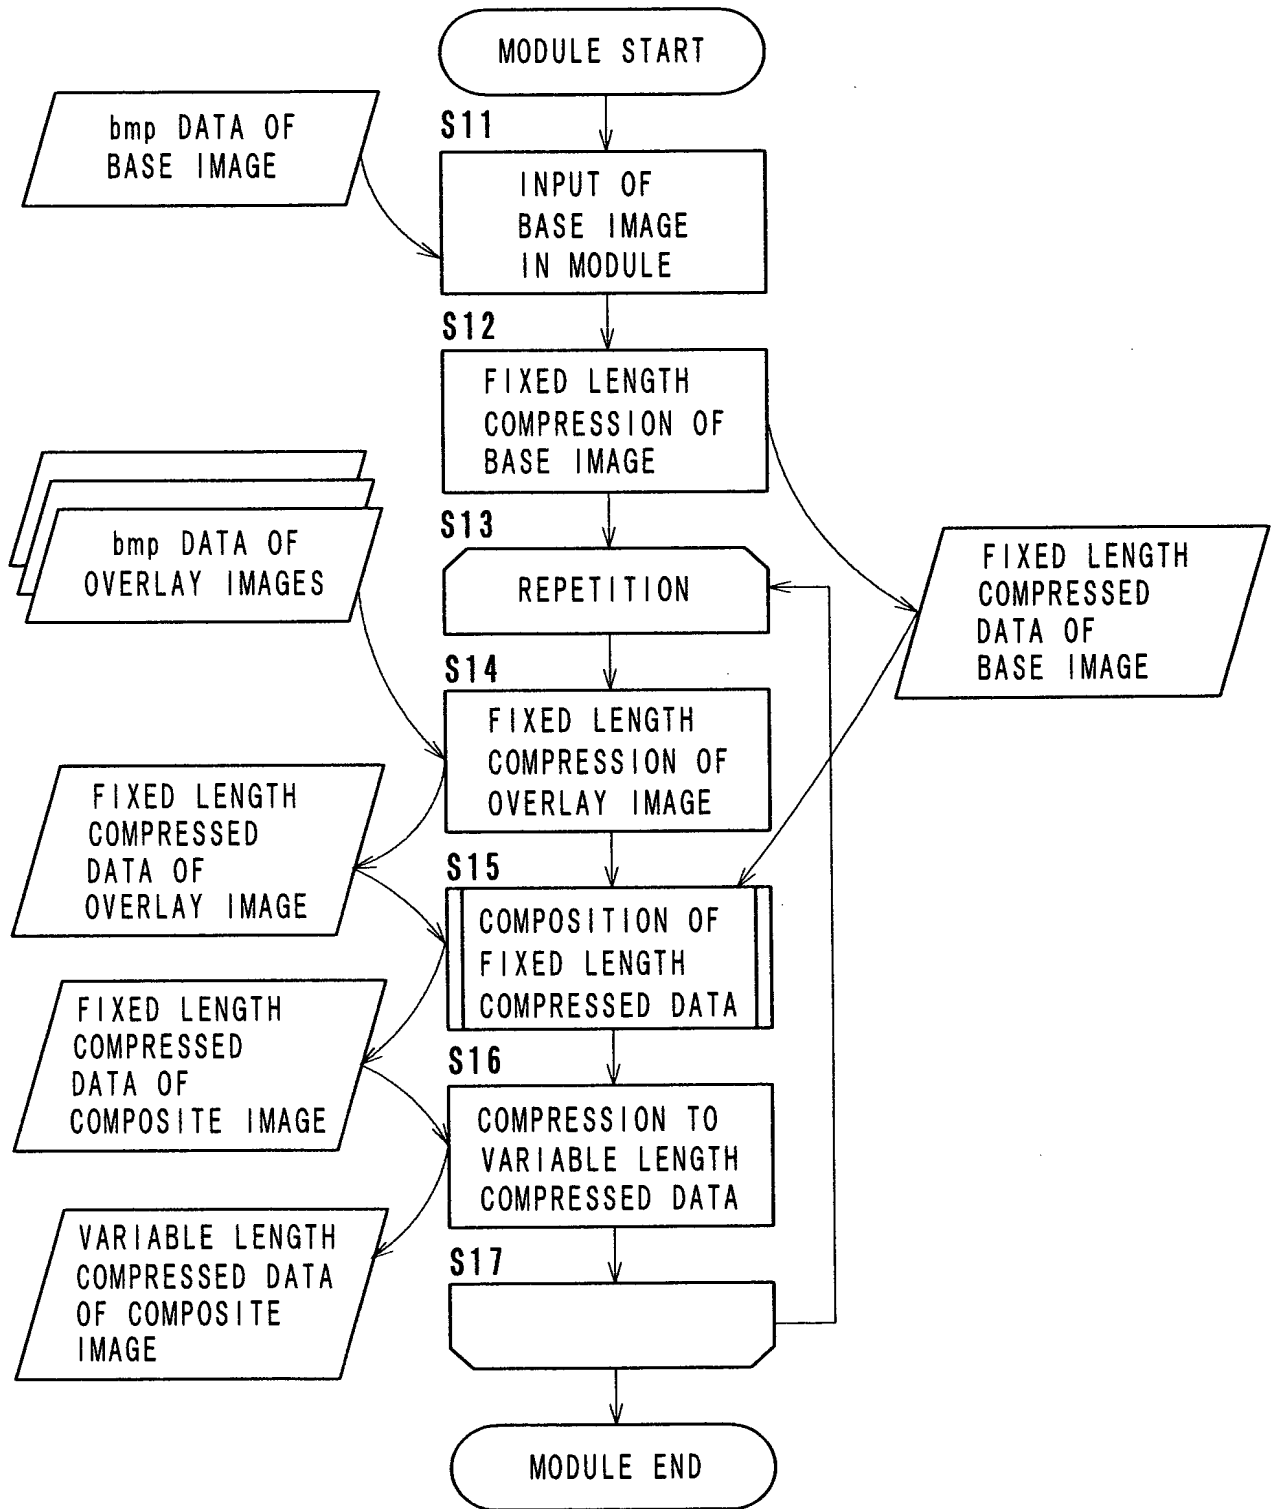 MODULE START
bmp DATA OF
BASE IMAGE
S11
INPUT OF
BASE IMAGE
IN MODULE
S12
FIXED LENGTH
COMPRESSION OF
BASE IMAGE
bmp DATA OF
OVERLAY IMAGES
S13
REPETITION
FIXED LENGTH
COMPRESSED
DATA OF
BASE IMAGE
S14
FIXED LENGTH
COMPRESSION OF
OVERLAY IMAGE
FIXED LENGTH
COMPRESSED
DATA OF
OVERLAY IMAGE
S15
COMPOSITION OF
FIXED LENGTH
COMPRESSED DATA
FIXED LENGTH
COMPRESSED
DATA OF
COMPOSITE IMAGE
S16
COMPRESSION TO
VARIABLE LENGTH
COMPRESSED DATA
VARIABLE LENGTH
COMPRESSED DATA
OF COMPOSITE
IMAGE
S17
MODULE END